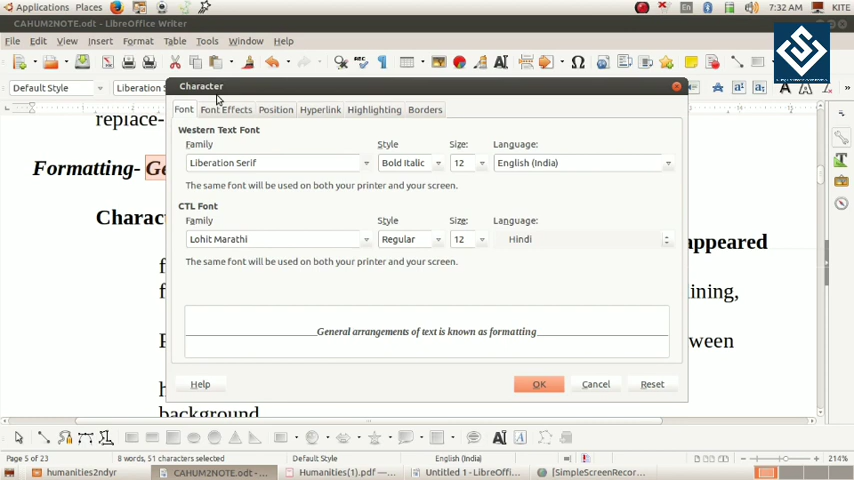 Applications Places En 7:32 AM KITE
CAHUM2NOTE.odt - LibreOffice Writer
File Edit View Insert Format Table Tools Window Help
Default Style Liberation
Character
replace-
Font Font Effects Position Hyperlink Highlighting Borders
Western Text Font
Family Style Size: Language:
Liberation Serif Bold Italic 12 English (India)
Formatting- Ge
The same font will be used on both your printer and your screen.
CTL Font
Charac
Family Style Size: Language:
Lohit Marathi Regular 12 Hindi
appeared
The same font will be used on both your printer and your screen.
f
f ining,
General arrangements of text is known as formatting
ween
Help OK Cancel Reset
background
Page 5 of 23 8 words, 51 characters selected Default Style English (India) 214%
humanities2ndyr CAHUM2NOTE.odt - ... Humanities(1).pdf — ... Untitled 1 - LibreOffi... [SimpleScreenRecor...